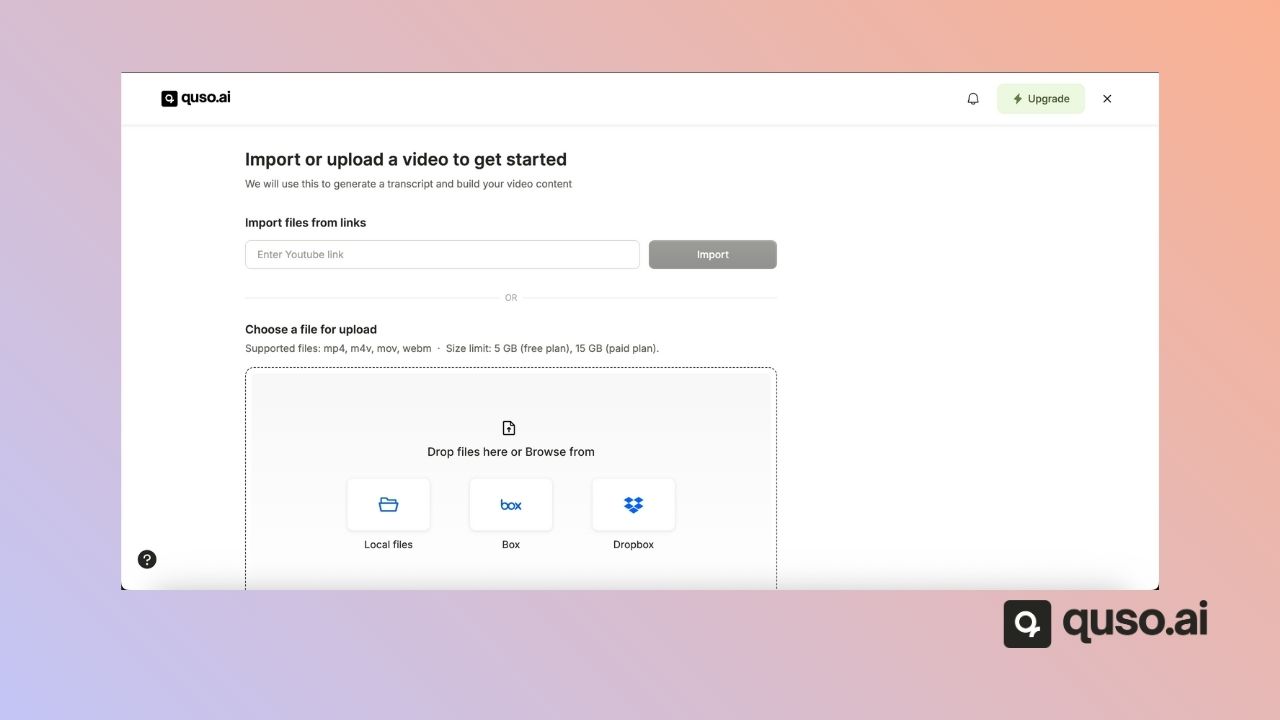 quso.ai
Upgrade
Import or upload a video to get started
We will use this to generate a transcript and build your video content
Import files from links
Enter Youtube link
Import
OR
Choose a file for upload
Supported files: mp4, m4v, mov, webm · Size limit: 5 GB (free plan), 15 GB (paid plan).
Drop files here or Browse from
box
Local files
Box
Dropbox
?
quso.ai